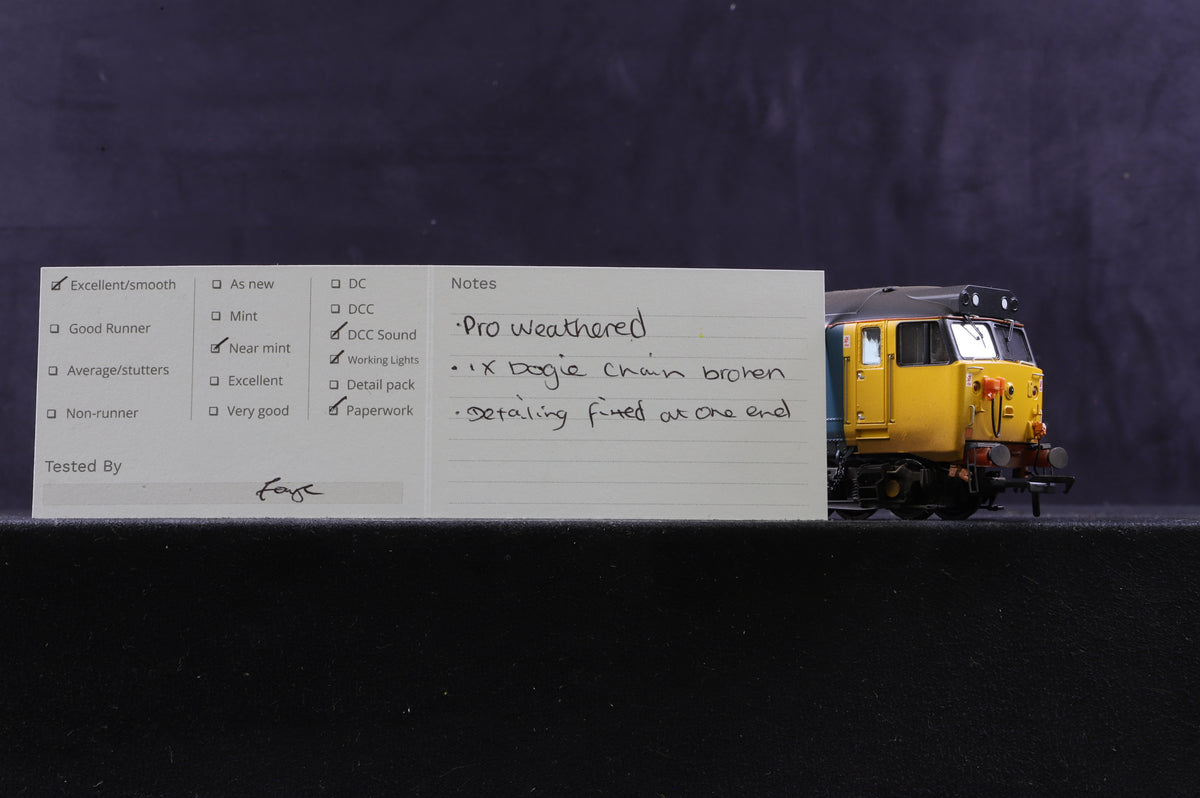 Excellent/smooth
Good Runner
Average/stutters
Non-runner
As new
Mint
Near mint
Excellent
Very good
DC
DCC
DCC Sound
Working Lights
Detail pack
Paperwork
Tested By
Notes
·Pro weathered
·1x Bogie chain broken
·Detailing fitted at one end